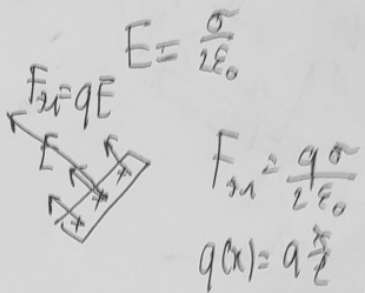 E = σ/2ε₀
F₂₁ = qE
E
+ + +
F₂₁ = qσ/2ε₀
q(x) = q x/ℓ